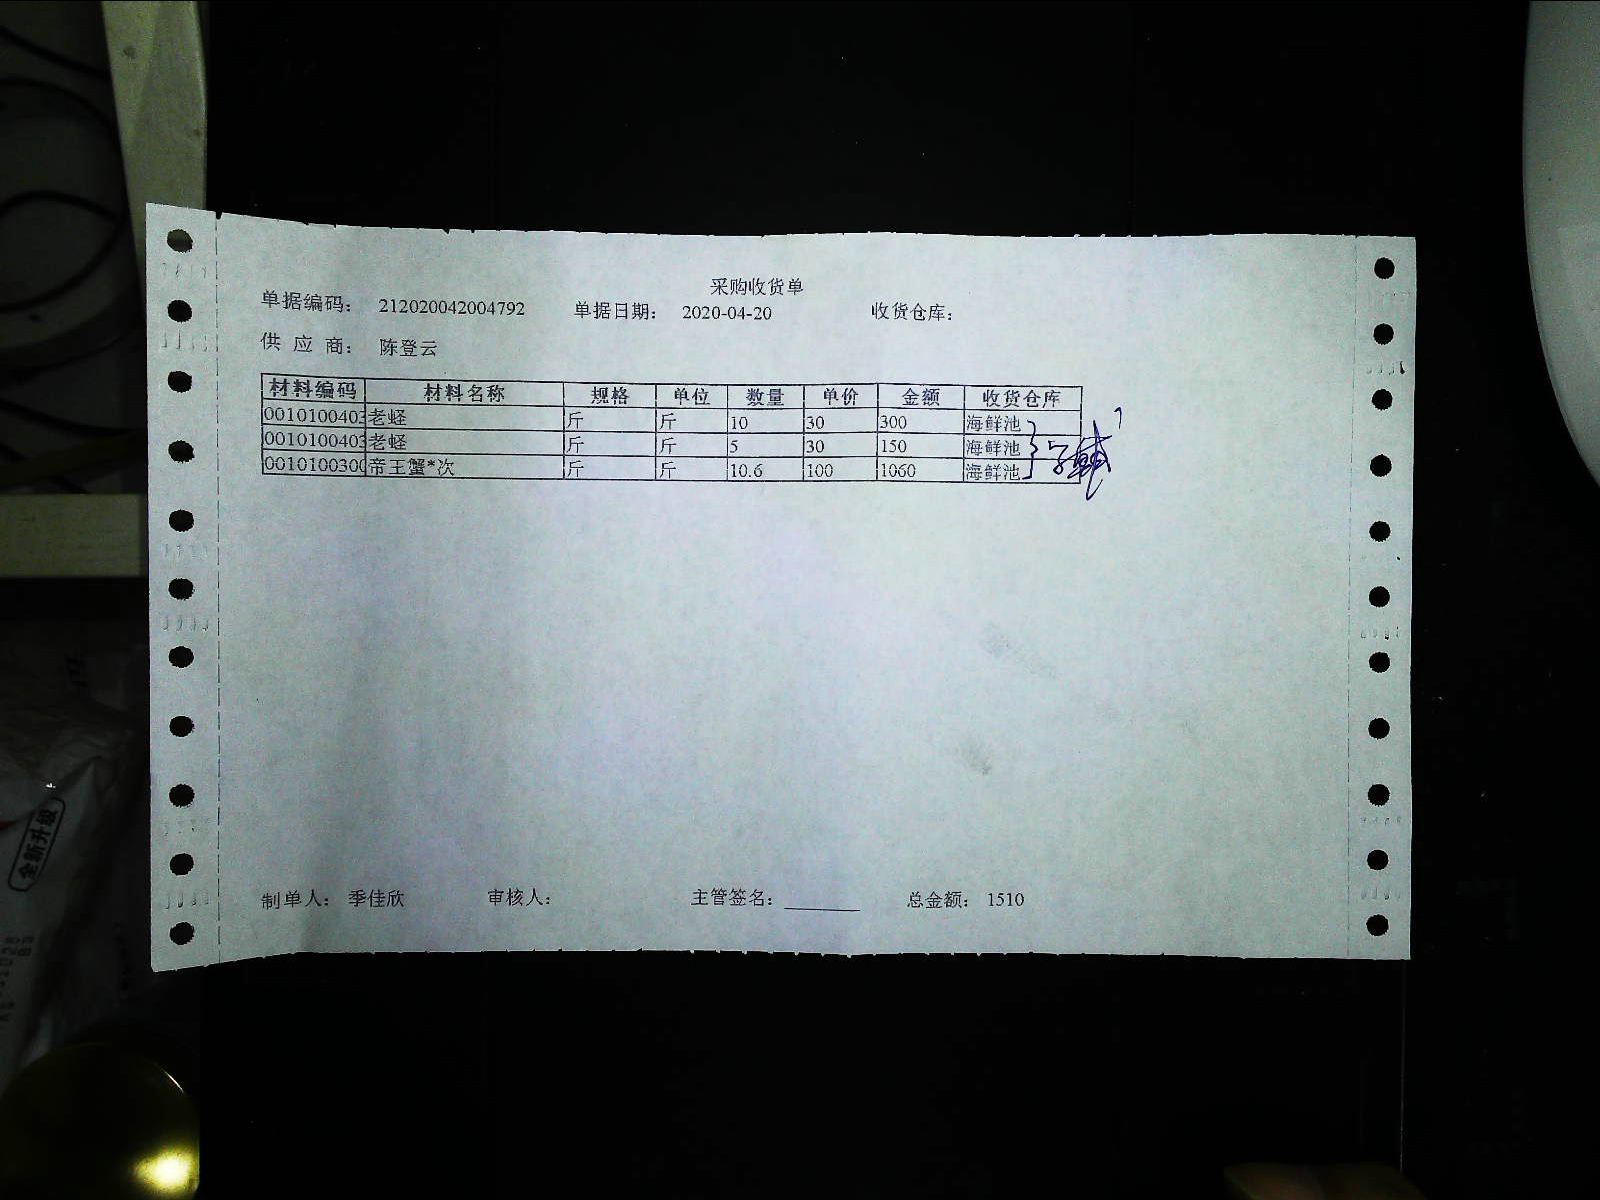 采购收货单
单据编码： 212020042004792 单据日期： 2020-04-20 收货仓库：
供 应 商： 陈登云
材料编码 材料名称 规格 单位 数量 单价 金额 收货仓库
0010100403 老蛏 斤 斤 10 30 300 海鲜池
0010100403 老蛏 斤 斤 5 30 150 海鲜池
0010100300 帝王蟹*次 斤 斤 10.6 100 1060 海鲜池
制单人： 季佳欣 审核人： 主管签名： 总金额： 1510
全新升级